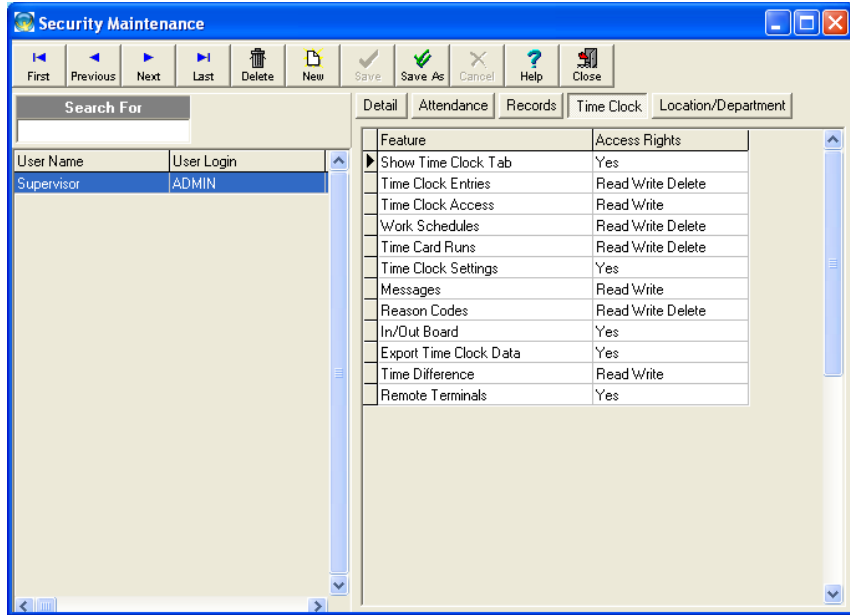 Security Maintenance
First Previous Next Last Delete New Save Save As Cancel Help Close
Search For
Detail Attendance Records Time Clock Location/Department
User Name User Login
Supervisor ADMIN
Feature Access Rights
Show Time Clock Tab Yes
Time Clock Entries Read Write Delete
Time Clock Access Read Write
Work Schedules Read Write Delete
Time Card Runs Read Write Delete
Time Clock Settings Yes
Messages Read Write
Reason Codes Read Write Delete
In/Out Board Yes
Export Time Clock Data Yes
Time Difference Read Write
Remote Terminals Yes